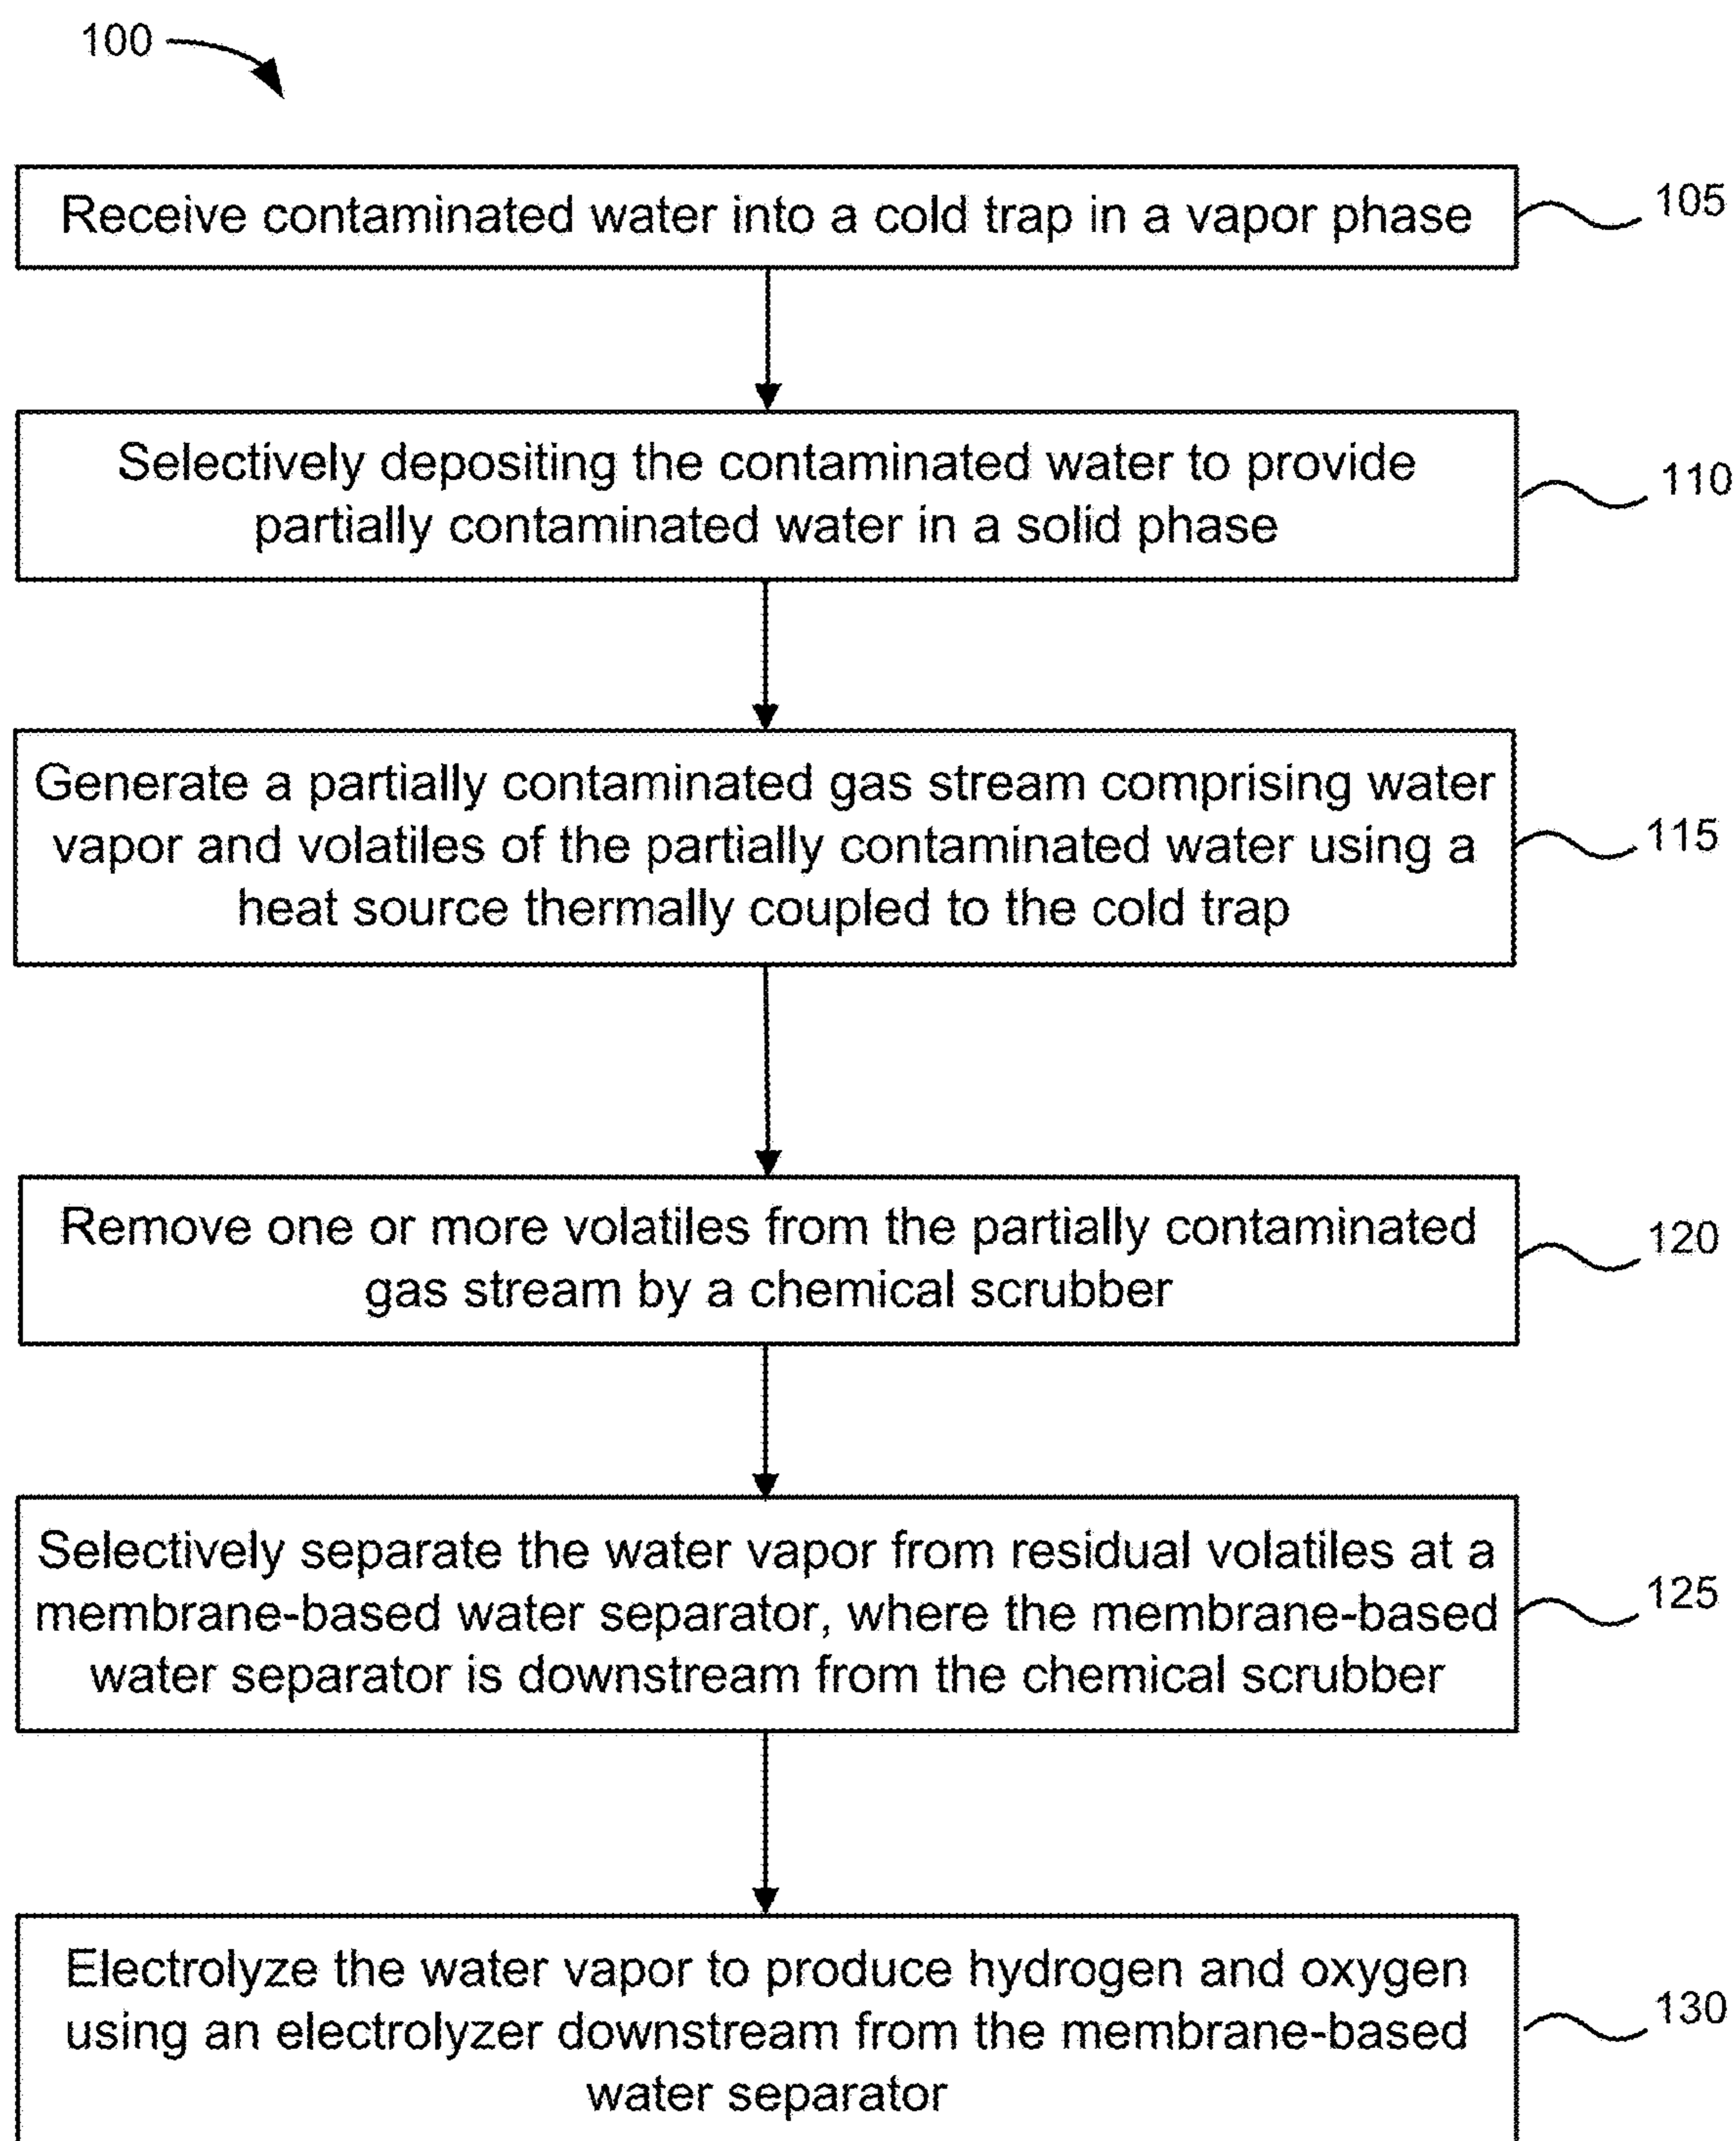 100
Receive contaminated water into a cold trap in a vapor phase
105
Selectively depositing the contaminated water to provide
partially contaminated water in a solid phase
110
Generate a partially contaminated gas stream comprising water
vapor and volatiles of the partially contaminated water using a
heat source thermally coupled to the cold trap
115
Remove one or more volatiles from the partially contaminated
gas stream by a chemical scrubber
120
Selectively separate the water vapor from residual volatiles at a
membrane-based water separator, where the membrane-based
water separator is downstream from the chemical scrubber
125
Electrolyze the water vapor to produce hydrogen and oxygen
using an electrolyzer downstream from the membrane-based
water separator
130